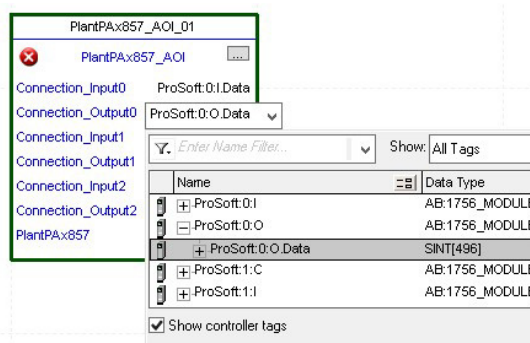 PlantPAx857_AOI_01
PlantPAx857_AOI ...
Connection_Input0 ProSoft:0:I.Data
Connection_Output0 ProSoft:0:O.Data
Connection_Input1
Connection_Output1
Connection_Input2
Connection_Output2
PlantPAx857
Enter Name Filter... Show: All Tags
Name Data Type
ProSoft:0:I AB:1756_MODULE
ProSoft:0:O AB:1756_MODULE
ProSoft:0:O.Data SINT[496]
ProSoft:1:C AB:1756_MODULE
ProSoft:1:I AB:1756_MODULE
Show controller tags